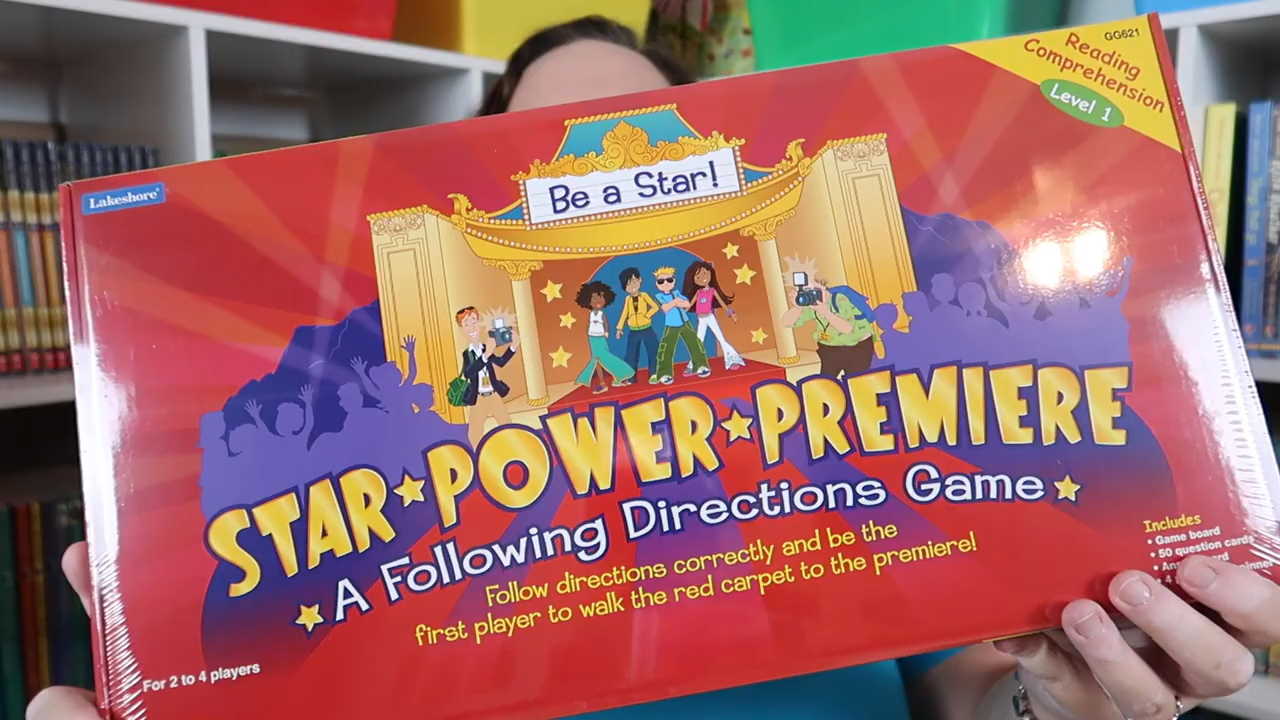 GG621
Reading
Comprehension
Level 1
Lakeshore
Be a Star!
STAR★POWER★PREMIERE
A Following Directions Game
Follow directions correctly and be the
first player to walk the red carpet to the premiere!
Includes
• Game board
• 50 question cards
• 4
For 2 to 4 players